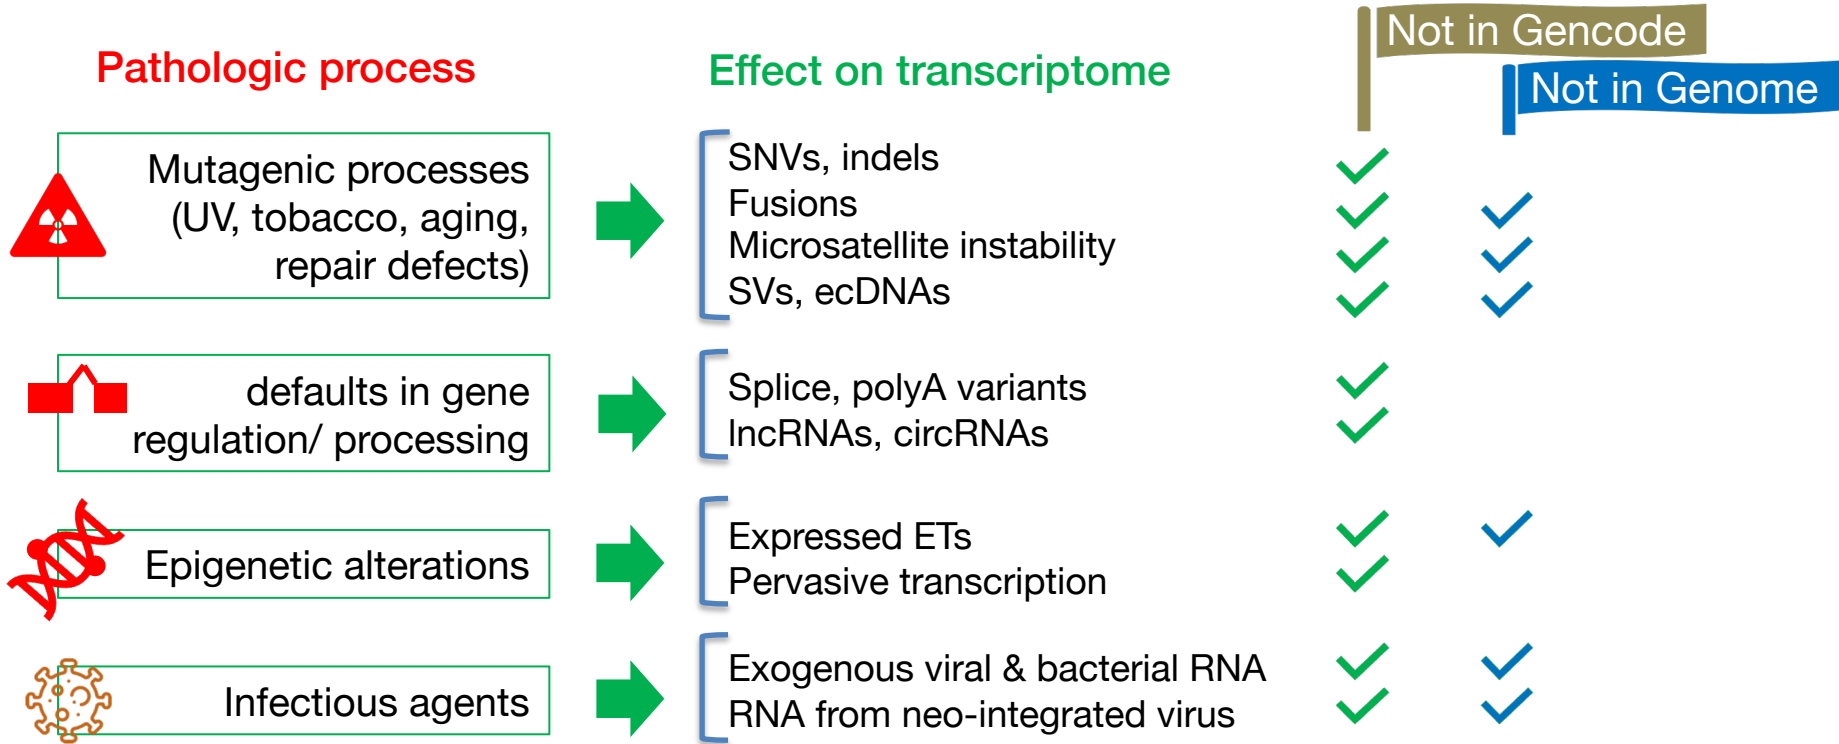 Pathologic process
Effect on transcriptome
Not in Gencode
Not in Genome
Mutagenic processes
(UV, tobacco, aging,
repair defects)
SNVs, indels
Fusions
Microsatellite instability
SVs, ecDNAs
defaults in gene
regulation/ processing
Splice, polyA variants
lncRNAs, circRNAs
Epigenetic alterations
Expressed ETs
Pervasive transcription
Infectious agents
Exogenous viral & bacterial RNA
RNA from neo-integrated virus